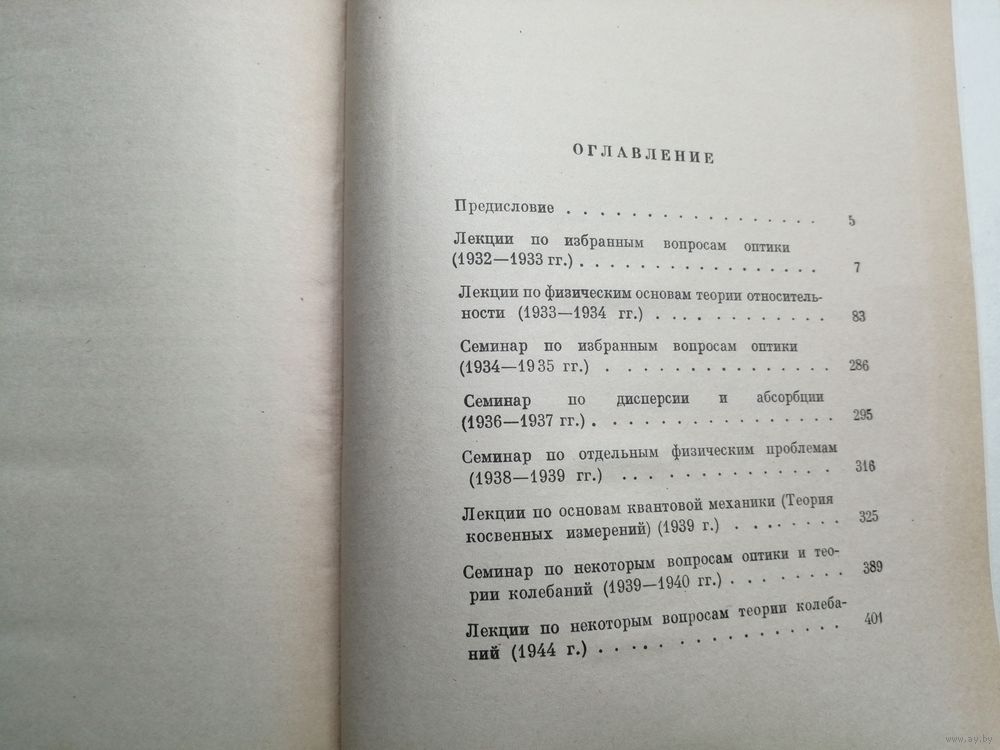 ОГЛАВЛЕНИЕ
Предисловие . . . . . . . . . . . . . . . . 5
Лекции по избранным вопросам оптики
(1932—1933 гг.) . . . . . . . . . . . . . . . 7
Лекции по физическим основам теории относитель-
ности (1933—1934 гг.) . . . . . . . . . . . 83
Семинар по избранным вопросам оптики
(1934—1935 гг.) . . . . . . . . . . . . . . 286
Семинар по дисперсии и абсорбции
(1936—1937 гг.) . . . . . . . . . . . . . . 295
Семинар по отдельным физическим проблемам
(1938—1939 гг.) . . . . . . . . . . . . . 316
Лекции по основам квантовой механики (Теория
косвенных измерений) (1939 г.) . . . . . . . 325
Семинар по некоторым вопросам оптики и тео-
рии колебаний (1939—1940 гг.) . . . . . . . 389
Лекции по некоторым вопросам теории колеба-
ний (1944 г.) . . . . . . . . . . . . . . 401
www.ay.by